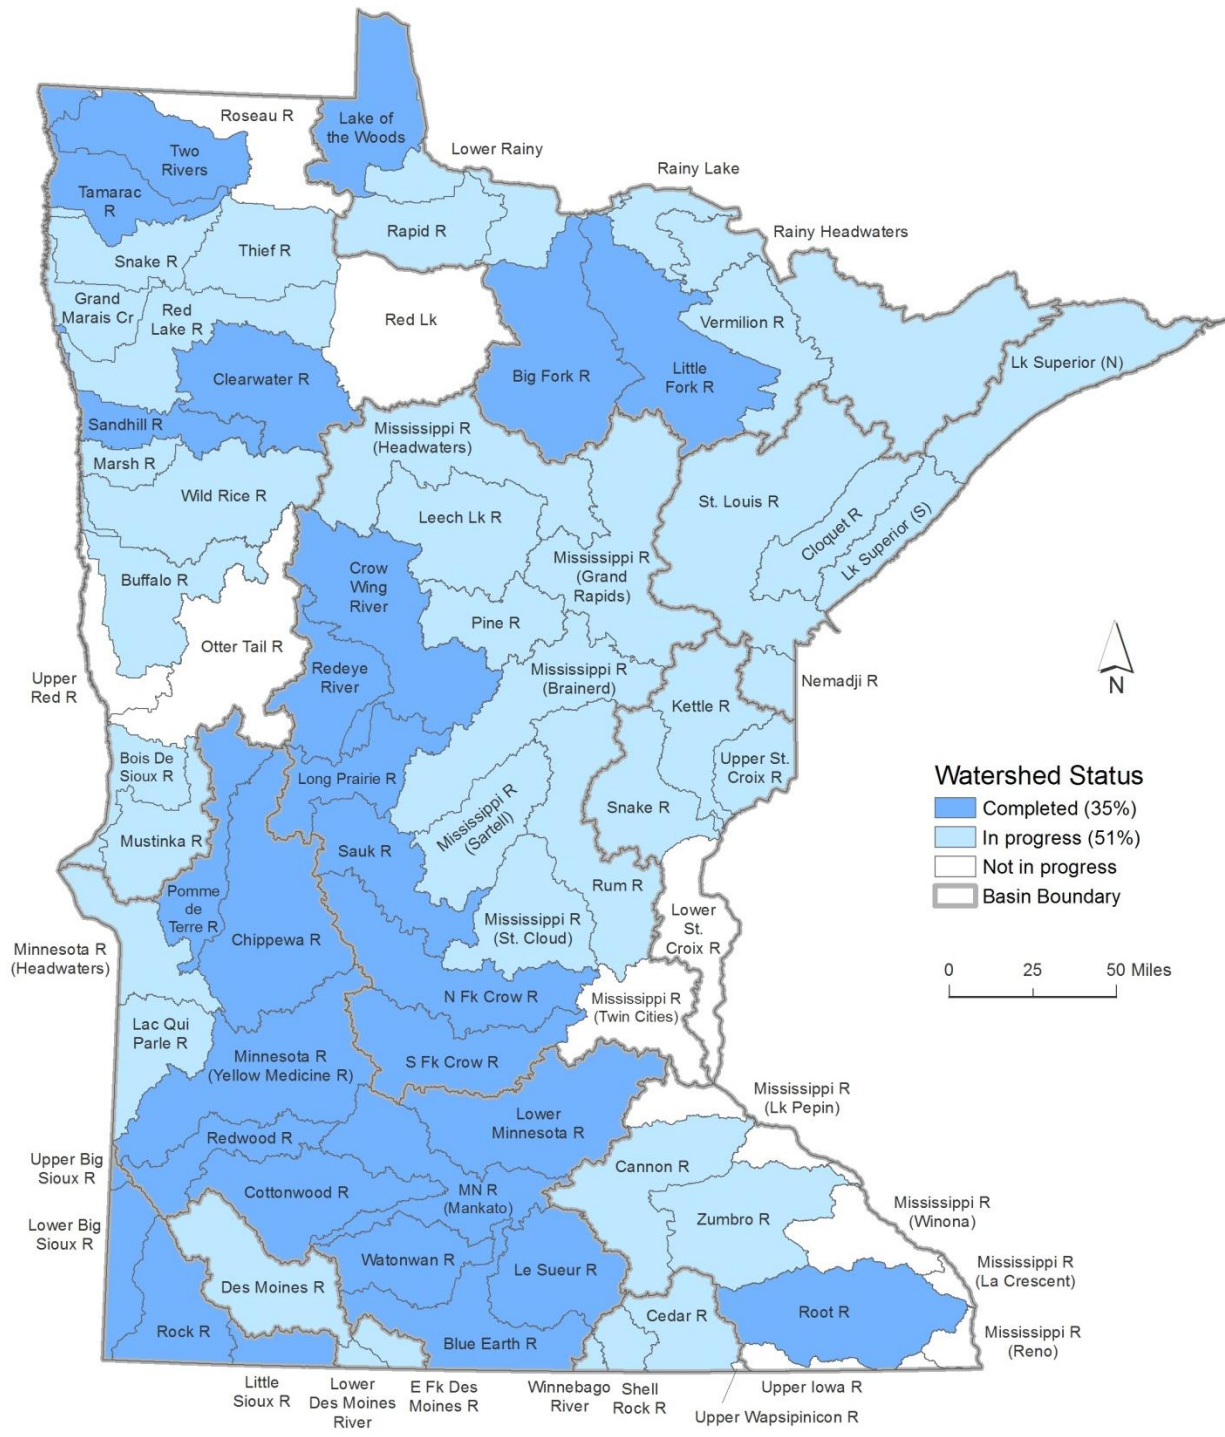 Roseau R
Lake of
the Woods
Two
Rivers
Lower Rainy
Rainy Lake
Tamarac
R
Rapid R
Rainy Headwaters
Snake R
Thief R
Grand
Marais Cr
Red
Lake R
Red Lk
Vermilion R
Clearwater R
Big Fork R
Little
Fork R
Lk Superior (N)
Sandhill R
Mississippi R
(Headwaters)
Marsh R
Wild Rice R
Leech Lk R
St. Louis R
Cloquet R
Lk Superior (S)
Buffalo R
Crow
Wing
River
Mississippi R
(Grand
Rapids)
Pine R
Otter Tail R
Redeye
River
Mississippi R
(Brainerd)
Upper
Red R
Nemadji R
N
Kettle R
Bois De
Sioux R
Long Prairie R
Upper St.
Croix R
Mississippi R
(Sartell)
Snake R
Mustinka R
Sauk R
Watershed Status
Completed (35%)
In progress (51%)
Not in progress
Basin Boundary
Pomme
de
Terre R
Rum R
Mississippi R
(St. Cloud)
Lower
St.
Croix R
Chippewa R
Minnesota R
(Headwaters)
0 25 50 Miles
N Fk Crow R
Mississippi R
(Twin Cities)
Lac Qui
Parle R
Minnesota R
(Yellow Medicine R)
S Fk Crow R
Mississippi R
(Lk Pepin)
Lower
Minnesota R
Redwood R
Upper Big
Sioux R
Cannon R
Cottonwood R
MN R
(Mankato)
Mississippi R
(Winona)
Lower Big
Sioux R
Zumbro R
Watonwan R
Le Sueur R
Mississippi R
(La Crescent)
Des Moines R
Cedar R
Root R
Rock R
Blue Earth R
Mississippi R
(Reno)
Little
Sioux R
Lower
Des Moines
River
E Fk Des
Moines R
Winnebago
River
Shell
Rock R
Upper Iowa R
Upper Wapsipinicon R